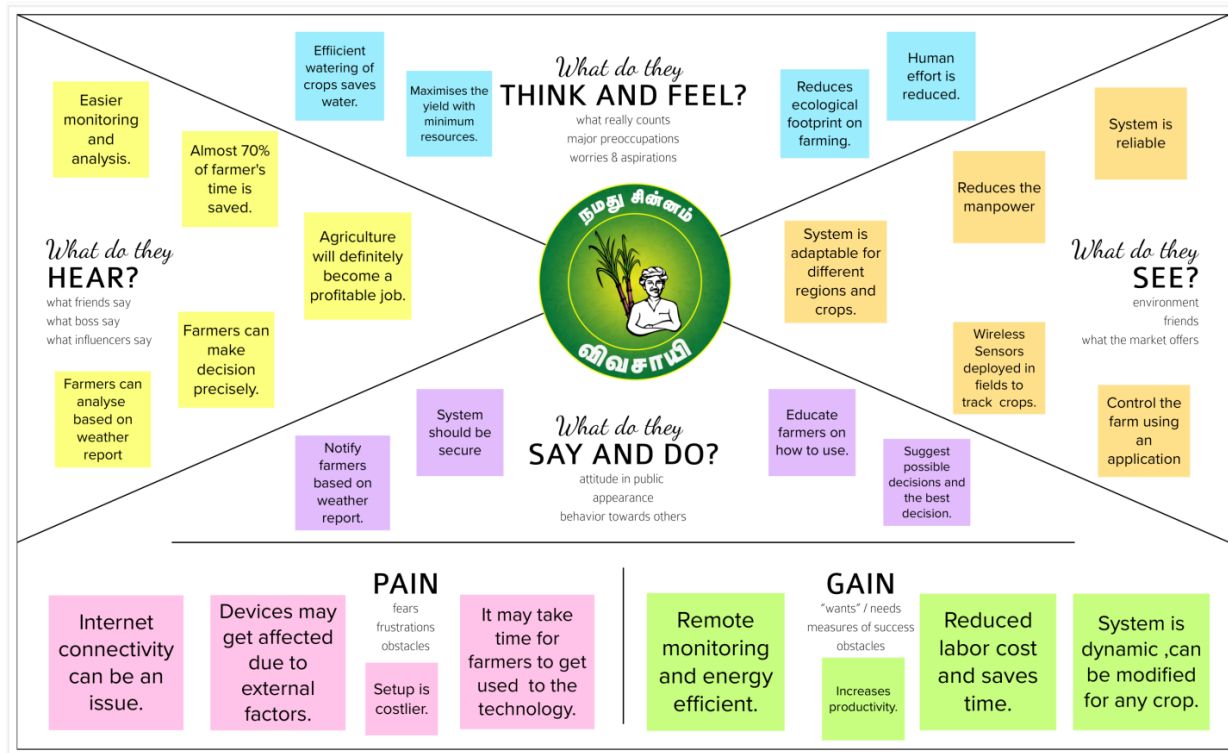 What do they
THINK AND FEEL?
what really counts
major preoccupations
worries & aspirations
Effiicient
watering of
crops saves
water.
Maximises the
yield with
minimum
resources.
Reduces
ecological
footprint on
farming.
Human
effort is
reduced.
What do they
HEAR?
what friends say
what boss say
what influencers say
Easier
monitoring
and
analysis.
Almost 70%
of farmer's
time is
saved.
Agriculture
will definitely
become a
profitable job.
Farmers can
make
decision
precisely.
Farmers can
analyse
based on
weather
report
நமது சின்னம்
விவசாயி
What do they
SEE?
environment
friends
what the market offers
System is
reliable
Reduces the
manpower
System is
adaptable for
different
regions and
crops.
Wireless
Sensors
deployed in
fields to
track crops.
Control the
farm using
an
application
What do they
SAY AND DO?
attitude in public
appearance
behavior towards others
System
should be
secure
Notify
farmers
based on
weather
report.
Educate
farmers on
how to use.
Suggest
possible
decisions and
the best
decision.
PAIN
fears
frustrations
obstacles
Internet
connectivity
can be an
issue.
Devices may
get affected
due to
external
factors.
Setup is
costlier.
It may take
time for
farmers to get
used to the
technology.
GAIN
"wants" / needs
measures of success
obstacles
Remote
monitoring
and energy
efficient.
Increases
productivity.
Reduced
labor cost
and saves
time.
System is
dynamic ,can
be modified
for any crop.